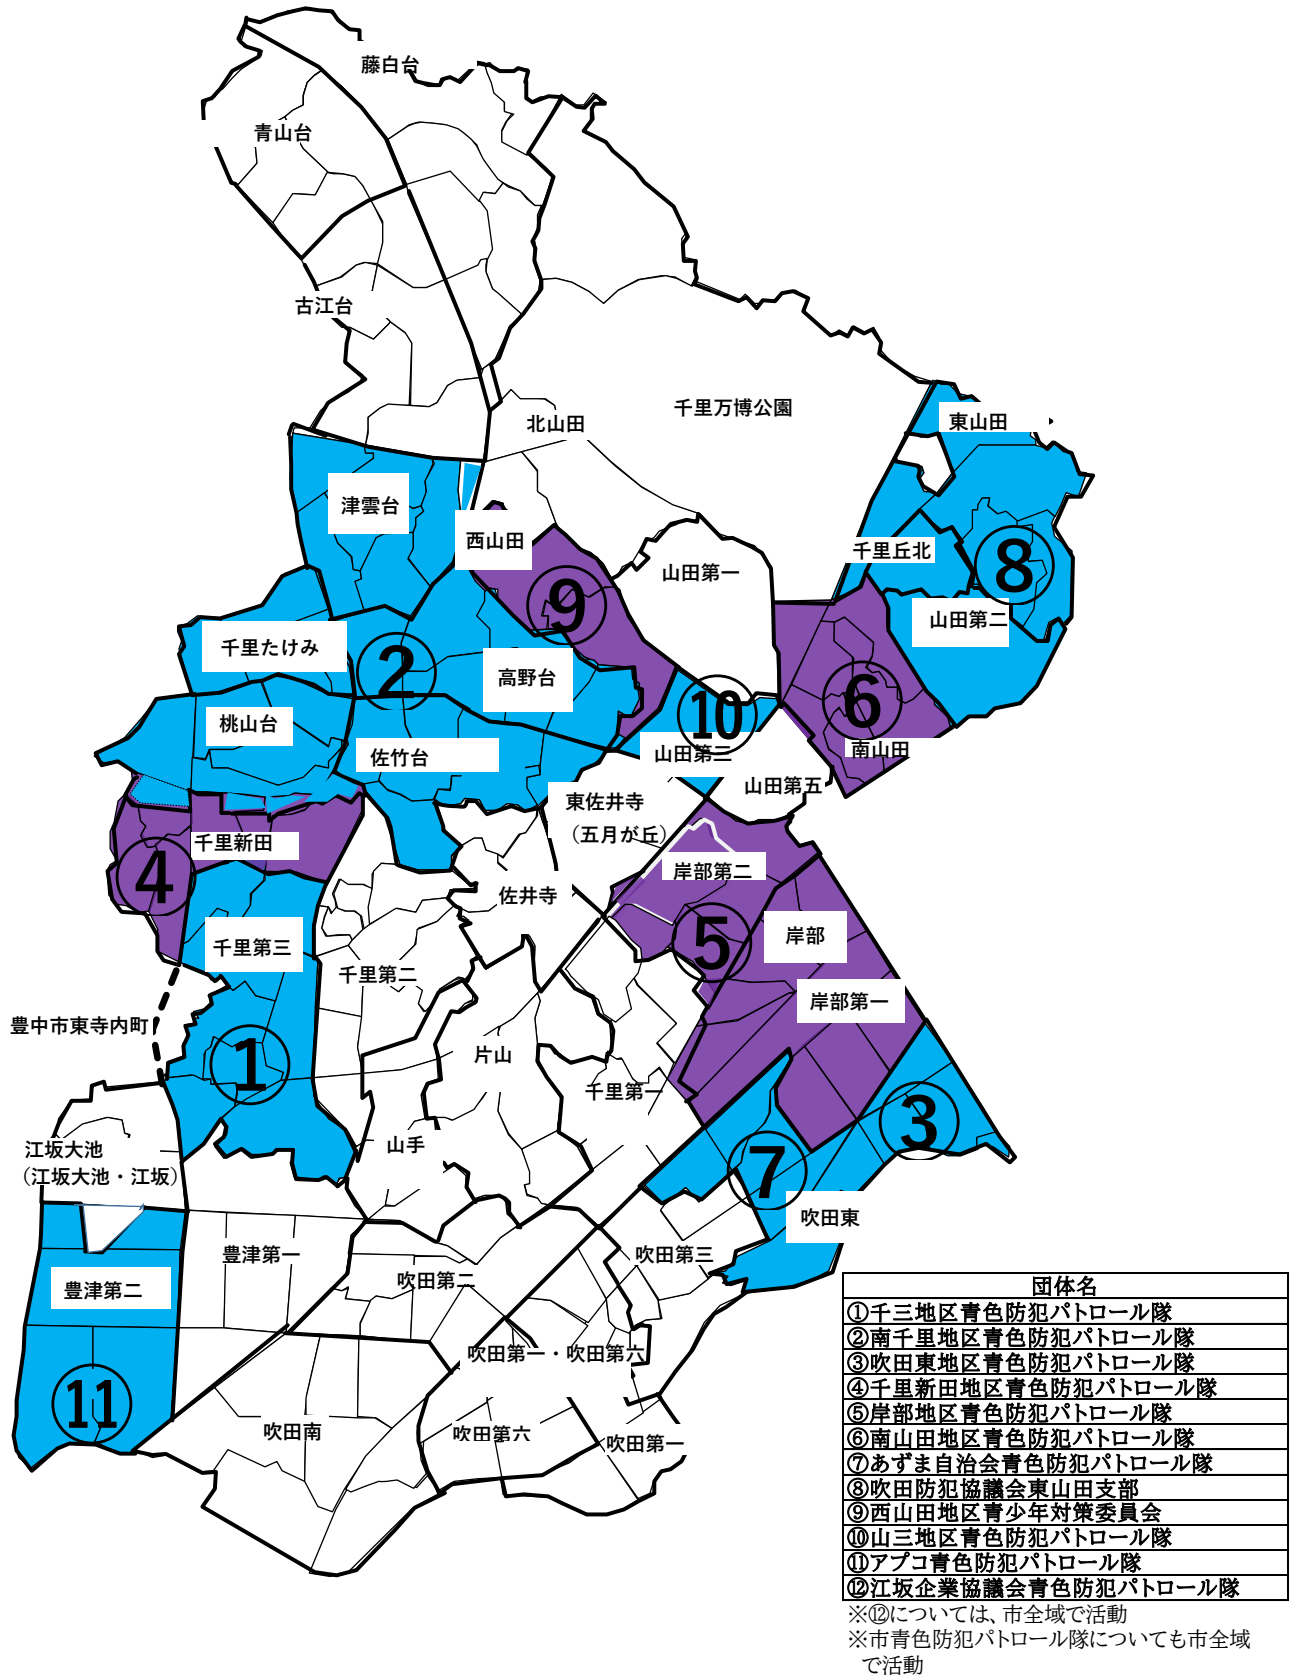 藤白台
青山台
古江台
千里万博公園
北山田
東山田
津雲台
西山田
千里丘北
山田第一
⑧
⑨
山田第二
千里たけみ
②
高野台
⑥
⑩
桃山台
佐竹台
山田第三
南山田
山田第五
東佐井寺
(五月が丘)
千里新田
④
岸部第二
佐井寺
⑤
岸部
千里第三
千里第二
岸部第一
豊中市東寺内町
①
片山
千里第一
③
江坂大池
(江坂大池・江坂)
山手
⑦
吹田東
豊津第一
吹田第三
吹田第二
豊津第二
吹田第一・吹田第六
⑪
吹田南
吹田第六
吹田第一
団体名
①千三地区青色防犯パトロール隊
②南千里地区青色防犯パトロール隊
③吹田東地区青色防犯パトロール隊
④千里新田地区青色防犯パトロール隊
⑤岸部地区青色防犯パトロール隊
⑥南山田地区青色防犯パトロール隊
⑦あずま自治会青色防犯パトロール隊
⑧吹田防犯協議会東山田支部
⑨西山田地区青少年対策委員会
⑩山三地区青色防犯パトロール隊
⑪アプコ青色防犯パトロール隊
⑫江坂企業協議会青色防犯パトロール隊
※⑫については、市全域で活動
※市青色防犯パトロール隊についても市全域
で活動